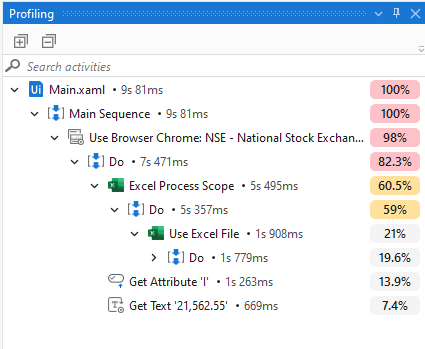 Profiling
Search activities
Main.xaml • 9s 81ms 100%
Main Sequence • 9s 81ms 100%
Use Browser Chrome: NSE - National Stock Exchan... 98%
Do • 7s 471ms 82.3%
Excel Process Scope • 5s 495ms 60.5%
Do • 5s 357ms 59%
Use Excel File • 1s 908ms 21%
Do • 1s 779ms 19.6%
Get Attribute 'I' • 1s 263ms 13.9%
Get Text '21,562.55' • 669ms 7.4%